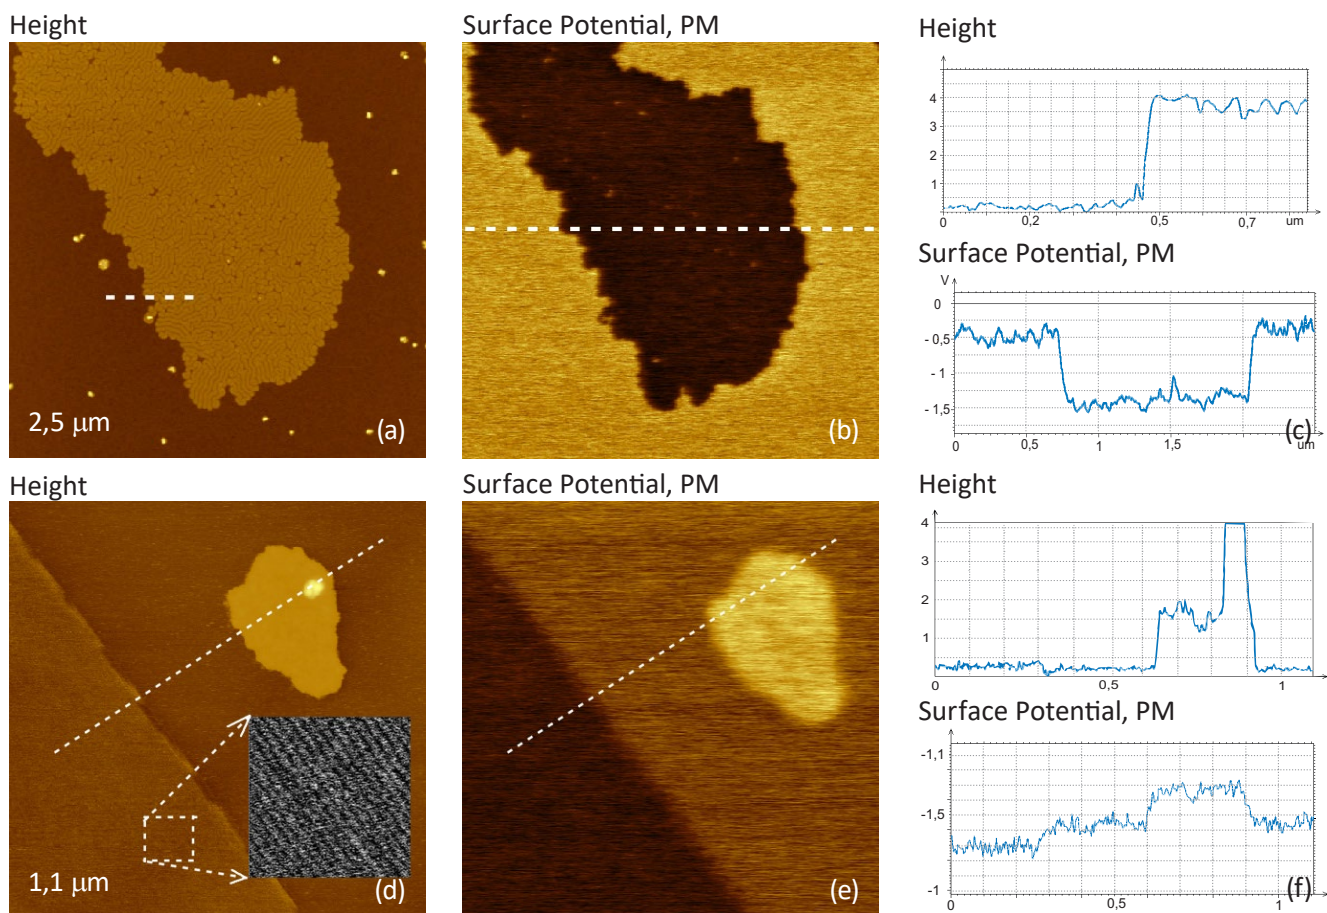 Height
Surface Potential, PM
Height
2,5 μm
(a)
(b)
4
3
2
1
0
0,2
0,5
0,7
um
Surface Potential, PM
V
0
- 0,5
- 1
- 1,5
0
0,5
1
1,5
um
(c)
Height
Surface Potential, PM
Height
1,1 μm
(d)
(e)
4
3
2
1
0
0,5
1
Surface Potential, PM
-1,1
-1,5
-1
0
0,5
1
(f)